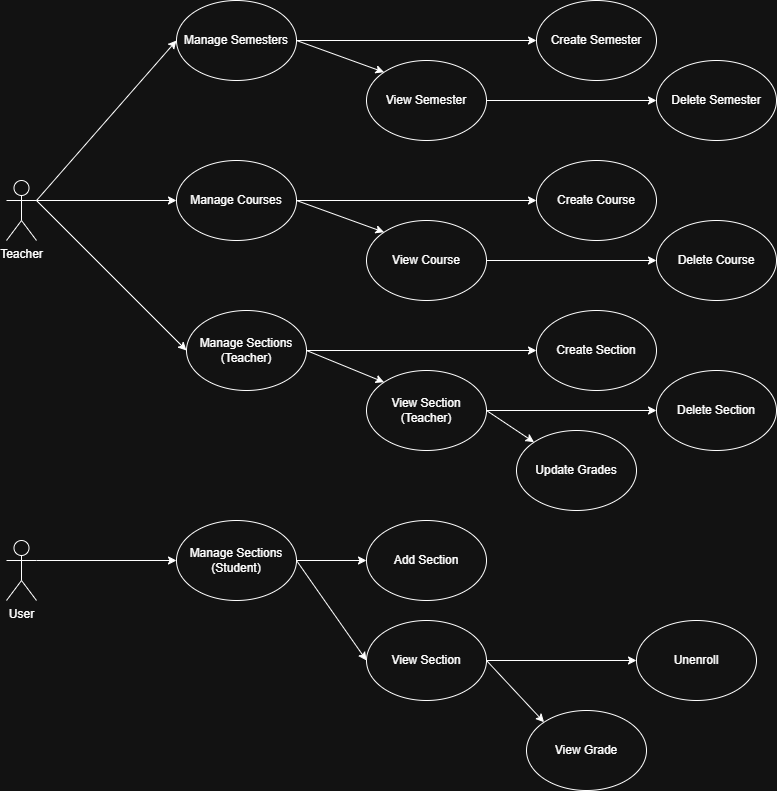 Manage Semesters
Create Semester
View Semester
Delete Semester
Teacher
Manage Courses
Create Course
View Course
Delete Course
Manage Sections
(Teacher)
Create Section
View Section
(Teacher)
Delete Section
Update Grades
User
Manage Sections
(Student)
Add Section
View Section
Unenroll
View Grade